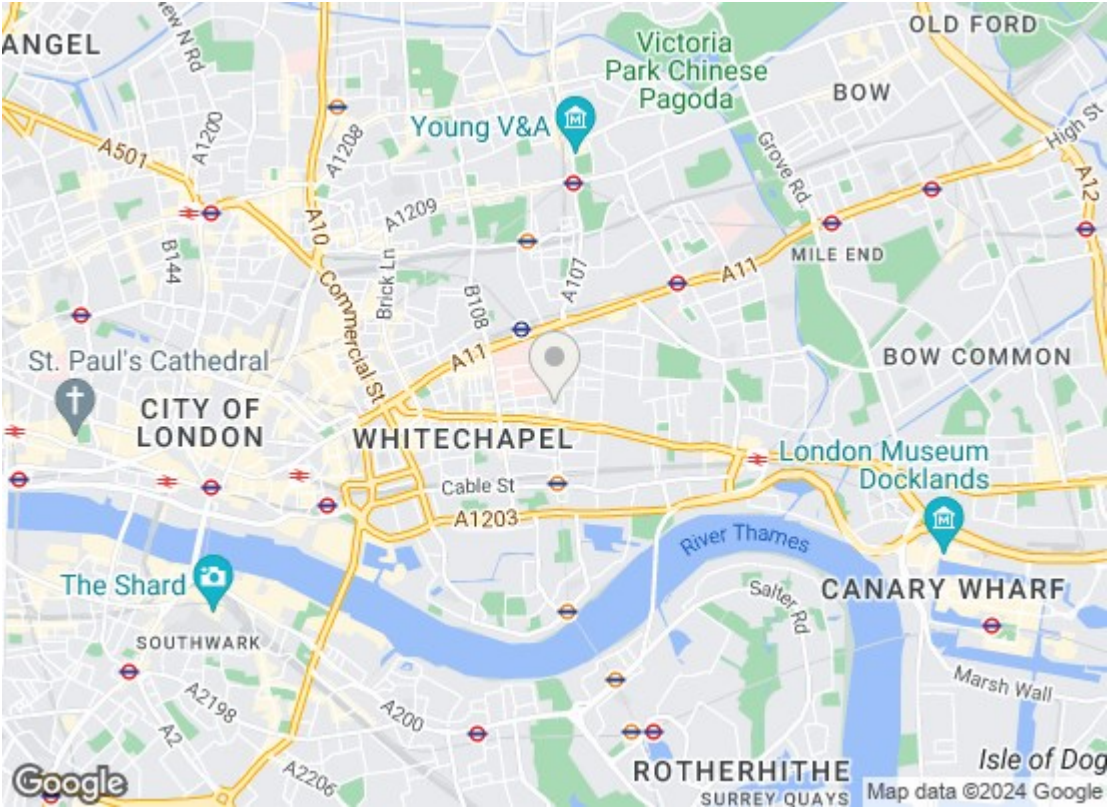 ANGEL
New N Rd
OLD FORD
Victoria
Park Chinese
Pagoda
BOW
Young V&A
High St
A1200
A1208
A501
Grove Rd
A12
A10
A1209
B144
MILE END
Brick Ln
A107
A11
Commercial St
B108
A11
BOW COMMON
St. Paul's Cathedral
CITY OF
LONDON
WHITECHAPEL
London Museum
Docklands
Cable St
A1203
River Thames
The Shard
CANARY WHARF
Salter Rd
SOUTHWARK
Marsh Wall
A2198
A200
A2
Isle of Dog
ROTHERHITHE
A2206
SURREY QUAYS
Google
Map data ©2024 Google